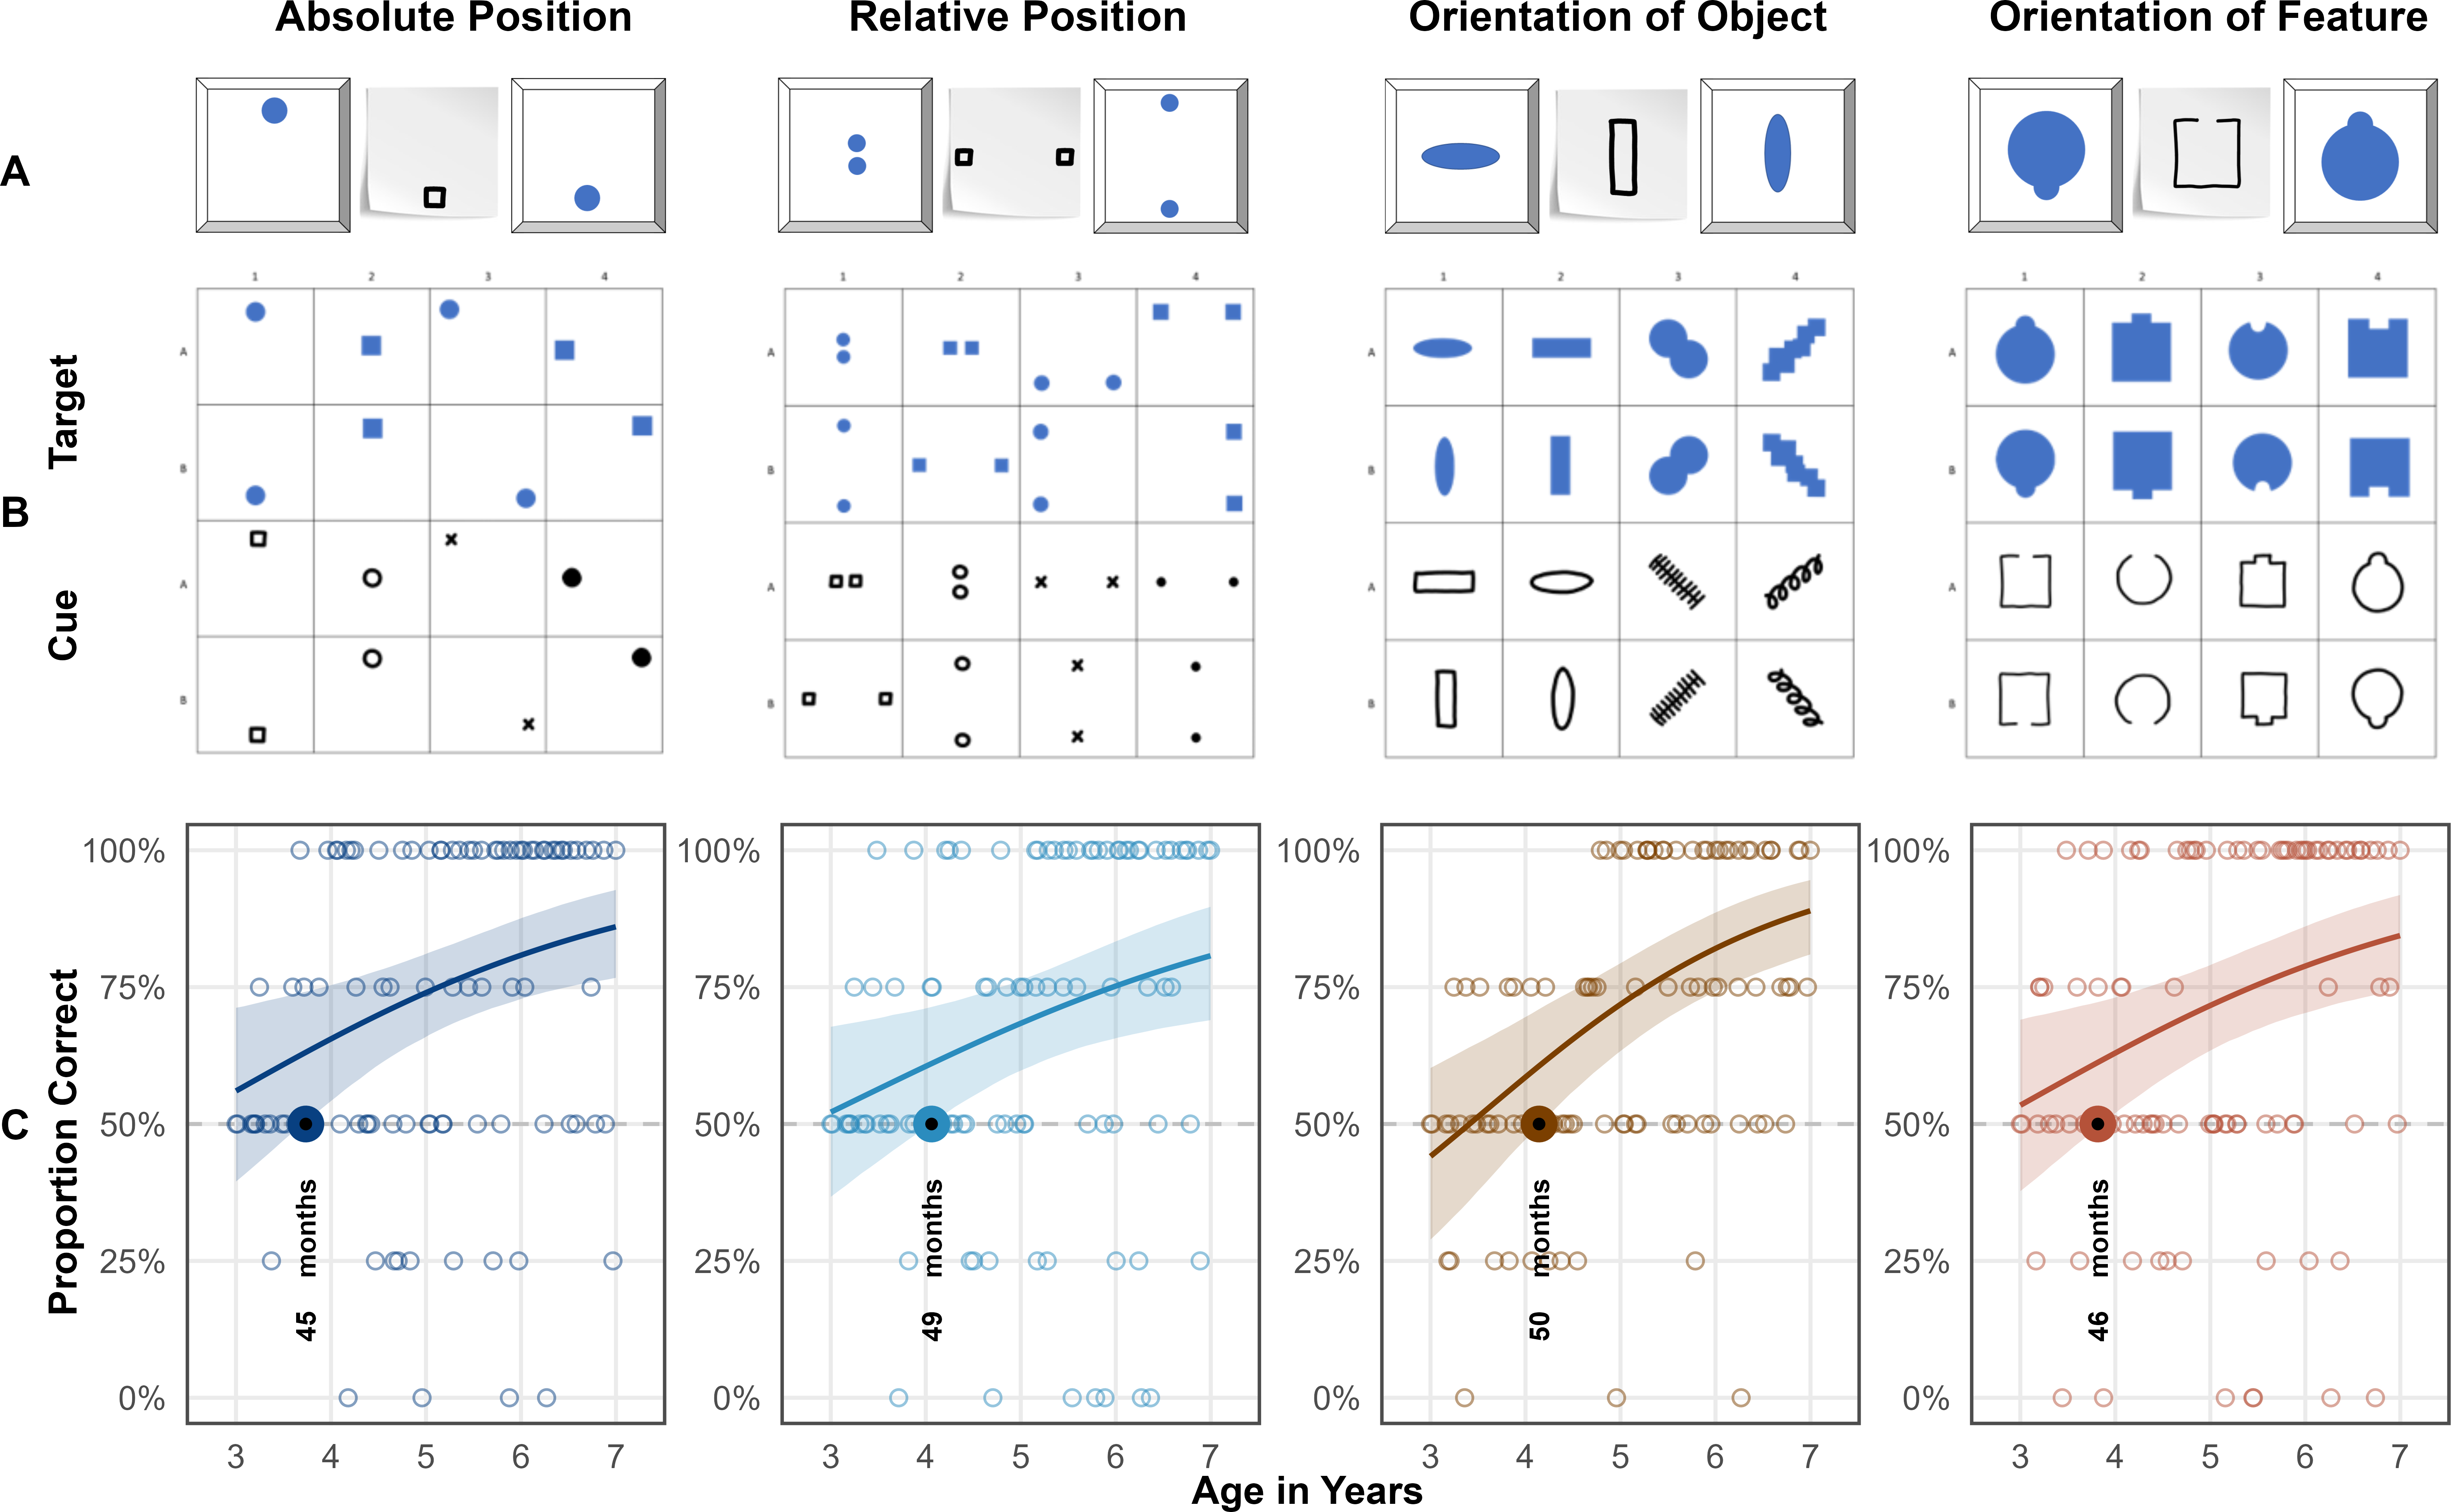 Absolute Position Relative Position Orientation of Object Orientation of Feature
A
1 2 3 4 1 2 3 4 1 2 3 4 1 2 3 4
Target
A A A A
B B B B
B
Cue
A A A A
B B B B
C
Proportion Correct
100% 100% 100% 100%
75% 75% 75% 75%
50% 50% 50% 50%
25% 25% 25% 25%
0% 0% 0% 0%
45 months 49 months 50 months 46 months
3 4 5 6 7 3 4 5 6 7 3 4 5 6 7 3 4 5 6 7
Age in Years